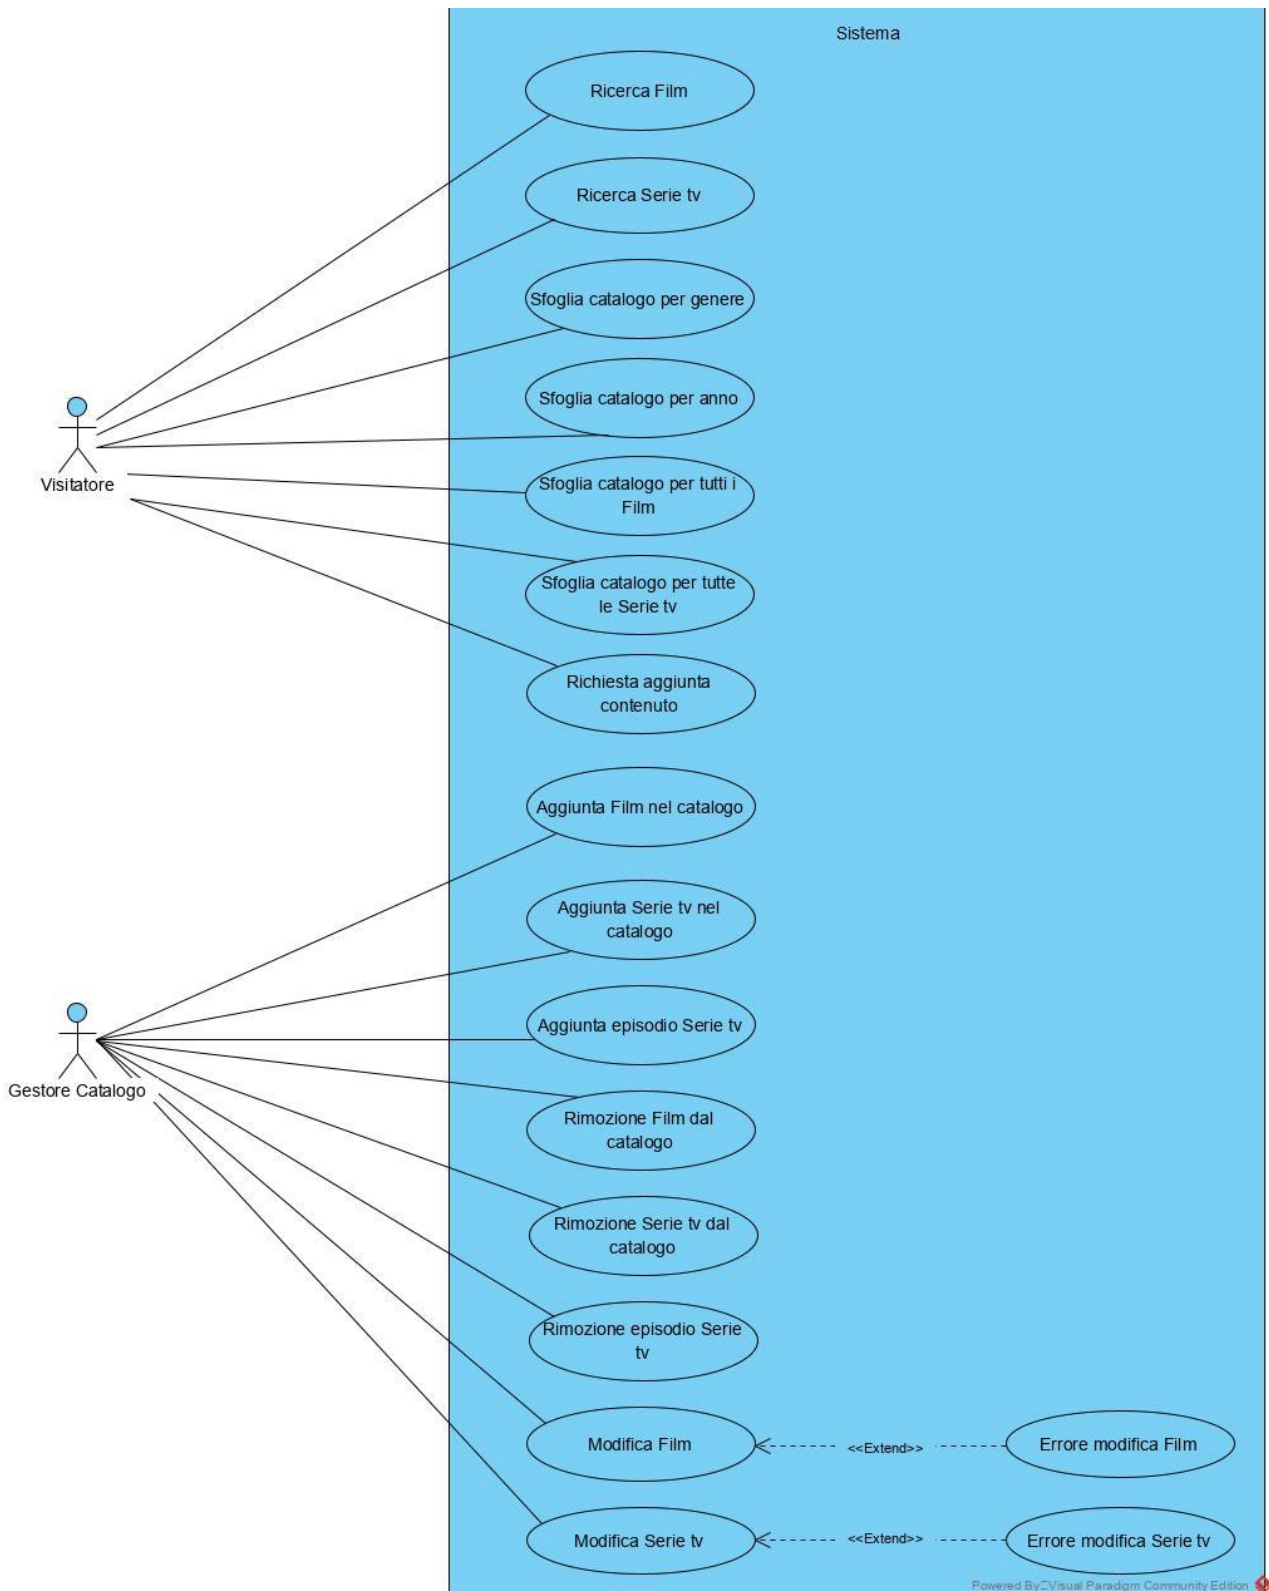 Sistema
Ricerca Film
Ricerca Serie tv
Sfoglia catalogo per genere
Sfoglia catalogo per anno
Visitatore
Sfoglia catalogo per tutti i
Film
Sfoglia catalogo per tutte
le Serie tv
Richiesta aggiunta
contenuto
Aggiunta Film nel catalogo
Aggiunta Serie tv nel
catalogo
Aggiunta episodio Serie tv
Gestore Catalogo
Rimozione Film dal
catalogo
Rimozione Serie tv dal
catalogo
Rimozione episodio Serie
tv
Modifica Film
<<Extend>>
Errore modifica Film
Modifica Serie tv
<<Extend>>
Errore modifica Serie tv
Powered By Visual Paradigm Community Edition